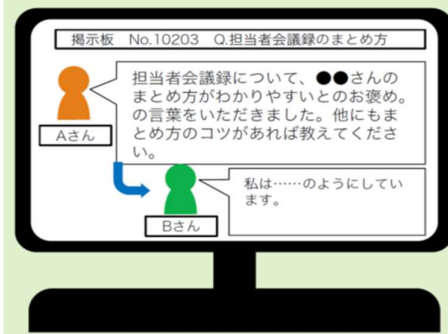 掲示板 No.10203 Q.担当者会議録のまとめ方
担当者会議録について、●●さんの
まとめ方がわかりやすいとのお褒め。
の言葉をいただきました。他にもま
とめ方のコツがあれば教えてくださ
い。
Aさん
私は……のようにしてい
ます。
Bさん